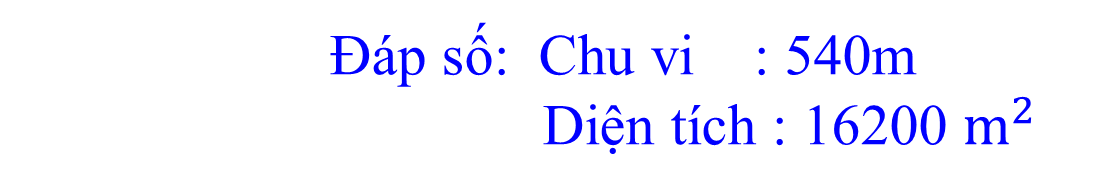 Đáp số: Chu vi : 540m
Diện tích : 16200 m²